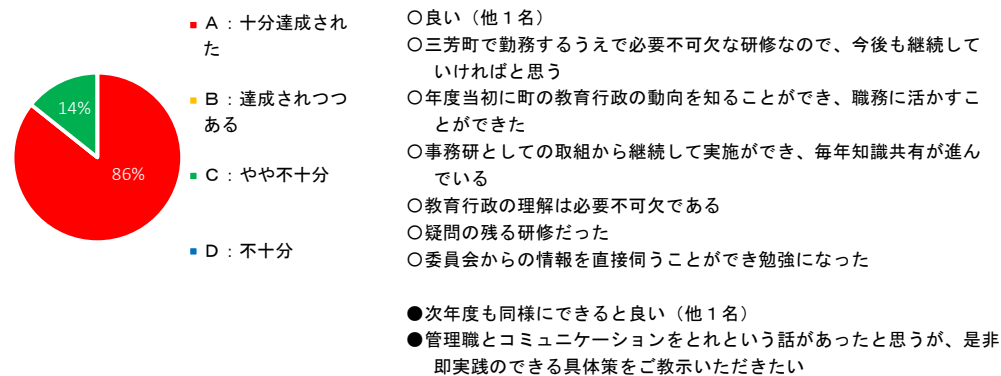 14%
86%
A：十分達成され
た
B：達成されつつ
ある
C：やや不十分
D：不十分
〇良い（他１名）
〇三芳町で勤務するうえで必要不可欠な研修なので、今後も継続して
いければと思う
〇年度当初に町の教育行政の動向を知ることができ、職務に活かすこ
とができた
〇事務研としての取組から継続して実施ができ、毎年知識共有が進ん
でいる
〇教育行政の理解は必要不可欠である
〇疑問の残る研修だった
〇委員会からの情報を直接伺うことができ勉強になった
●次年度も同様にできると良い（他１名）
●管理職とコミュニケーションをとれという話があったと思うが、是非
即実践のできる具体策をご教示いただきたい